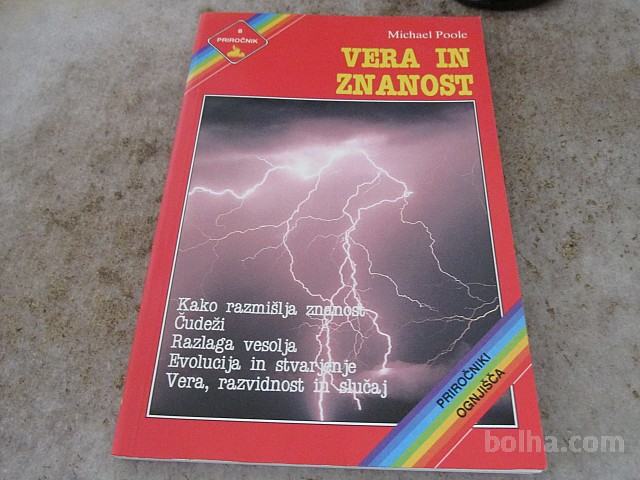 8
PRIROČNIK
Michael Poole
VERA IN
ZNANOST
Kako razmišlja znanost
Čudeži
Razlaga vesolja
Evolucija in stvarjenje
Vera, razvidnost in slučaj
PRIROČNIKI
OGNJIŠČA
bolha.com